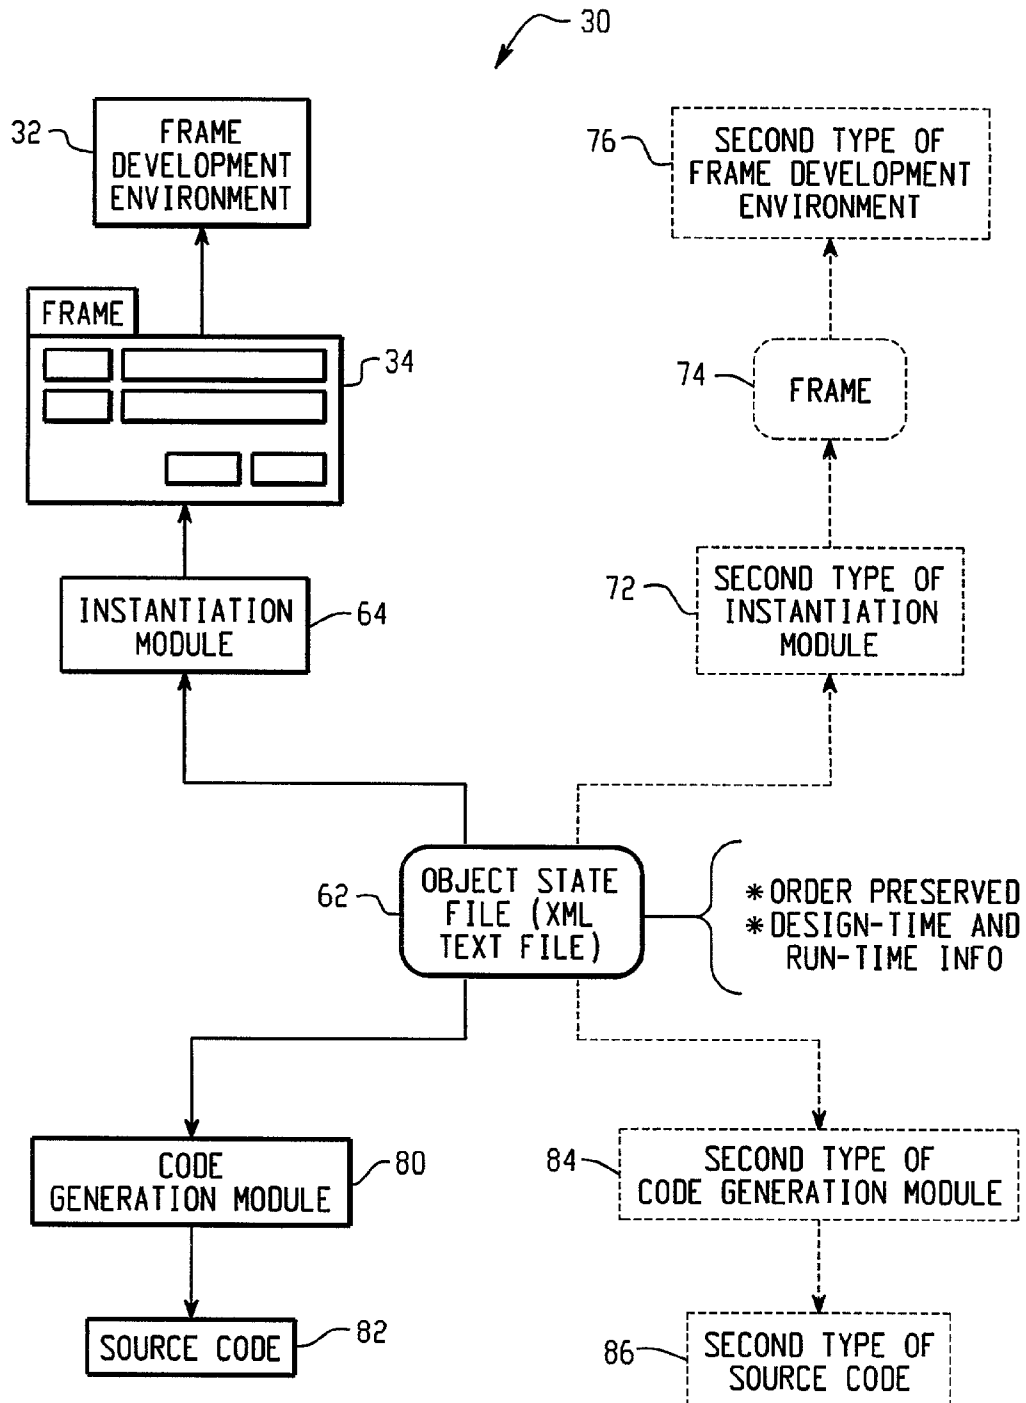 30
32
FRAME
DEVELOPMENT
ENVIRONMENT
76
SECOND TYPE OF
FRAME DEVELOPMENT
ENVIRONMENT
FRAME
34
74
FRAME
INSTANTIATION
MODULE
64
72
SECOND TYPE OF
INSTANTIATION
MODULE
62
OBJECT STATE
FILE (XML
TEXT FILE)
*ORDER PRESERVED
*DESIGN-TIME AND
RUN-TIME INFO
CODE
GENERATION MODULE
80
84
SECOND TYPE OF
CODE GENERATION MODULE
SOURCE CODE
82
86
SECOND TYPE OF
SOURCE CODE